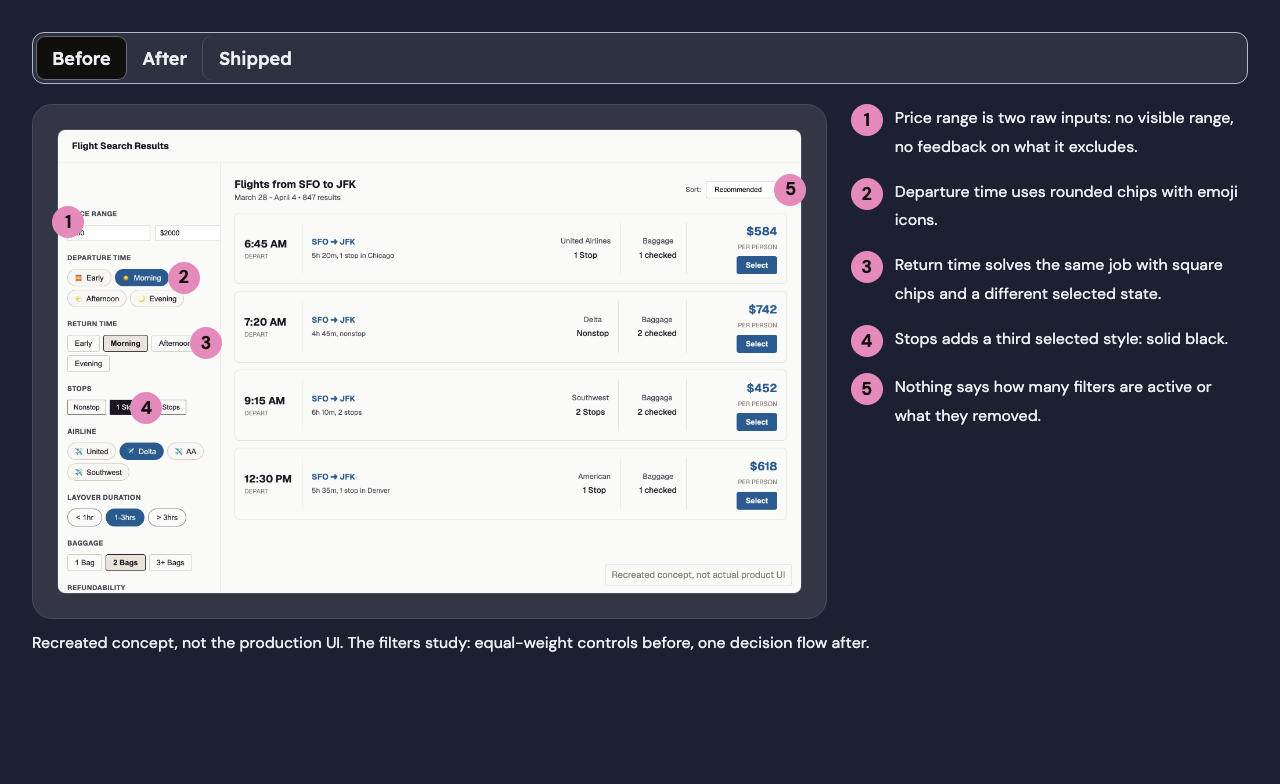 Before
After
Shipped
Flight Search Results
CE RANGE
$2000
DEPARTURE TIME
Early
Morning
Afternoon
Evening
RETURN TIME
Early
Morning
Evening
STOPS
Nonstop
Stops
AIRLINE
United
Delta
AA
Southwest
LAYOVER DURATION
< 1hr
1-3hrs
> 3hrs
BAGGAGE
1 Bag
2 Bags
3+ Bags
REFUNDABILITY
1
2
3
4
Flights from SFO to JFK
March 28 - April 4 • 847 results
Sort:
Recommended
5
6:45 AM
DEPART
SFO ➜ JFK
5h 20m, 1 stop in Chicago
United Airlines
1 Stop
Baggage
1 checked
$584
PER PERSON
Select
7:20 AM
DEPART
SFO ➜ JFK
4h 45m, nonstop
Delta
Nonstop
Baggage
2 checked
$742
PER PERSON
Select
9:15 AM
DEPART
SFO ➜ JFK
6h 10m, 2 stops
Southwest
2 Stops
Baggage
2 checked
$452
PER PERSON
Select
12:30 PM
DEPART
SFO ➜ JFK
5h 35m, 1 stop in Denver
American
1 Stop
Baggage
1 checked
$618
PER PERSON
Select
Recreated concept, not actual product UI
1
Price range is two raw inputs: no visible range,
no feedback on what it excludes.
2
Departure time uses rounded chips with emoji
icons.
3
Return time solves the same job with square
chips and a different selected state.
4
Stops adds a third selected style: solid black.
5
Nothing says how many filters are active or
what they removed.
Recreated concept, not the production UI. The filters study: equal-weight controls before, one decision flow after.